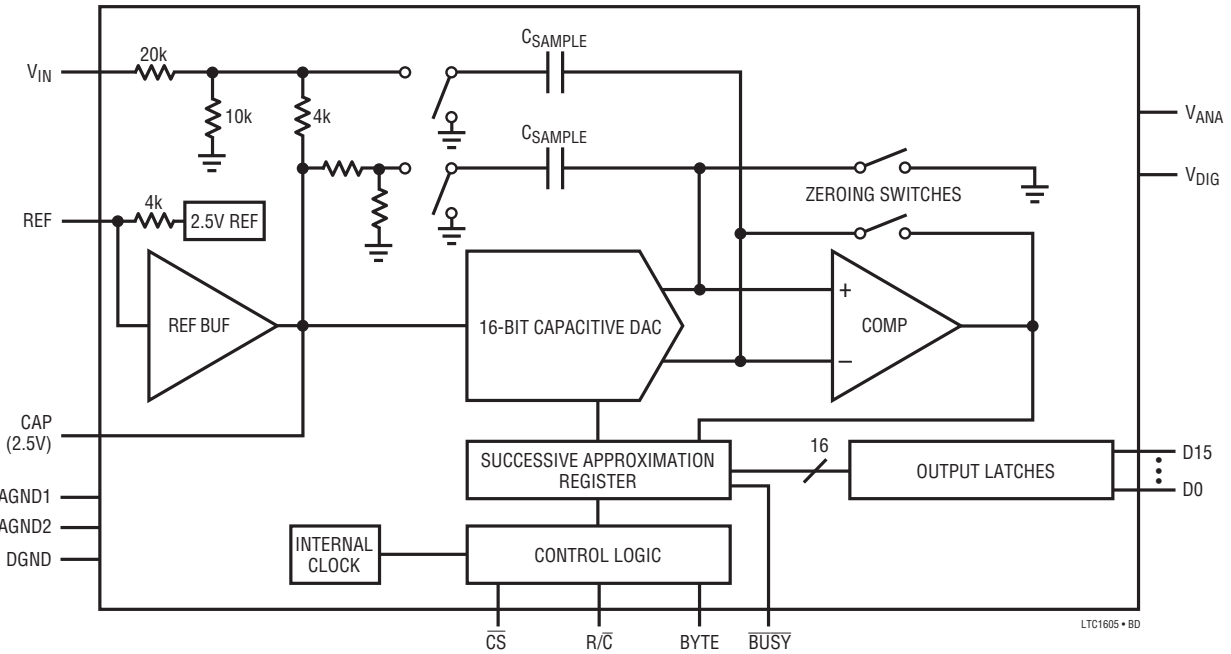 20k
C_SAMPLE
V_IN
10k
4k
V_ANA
C_SAMPLE
V_DIG
ZEROING SWITCHES
4k
REF
2.5V REF
+
REF BUF
16-BIT CAPACITIVE DAC
COMP
−
CAP
(2.5V)
16
D15
SUCCESSIVE APPROXIMATION
REGISTER
OUTPUT LATCHES
D0
AGND1
AGND2
DGND
INTERNAL
CLOCK
CONTROL LOGIC
LTC1605 • BD
C̅S̅
R/C̅
BYTE
B̅U̅S̅Y̅